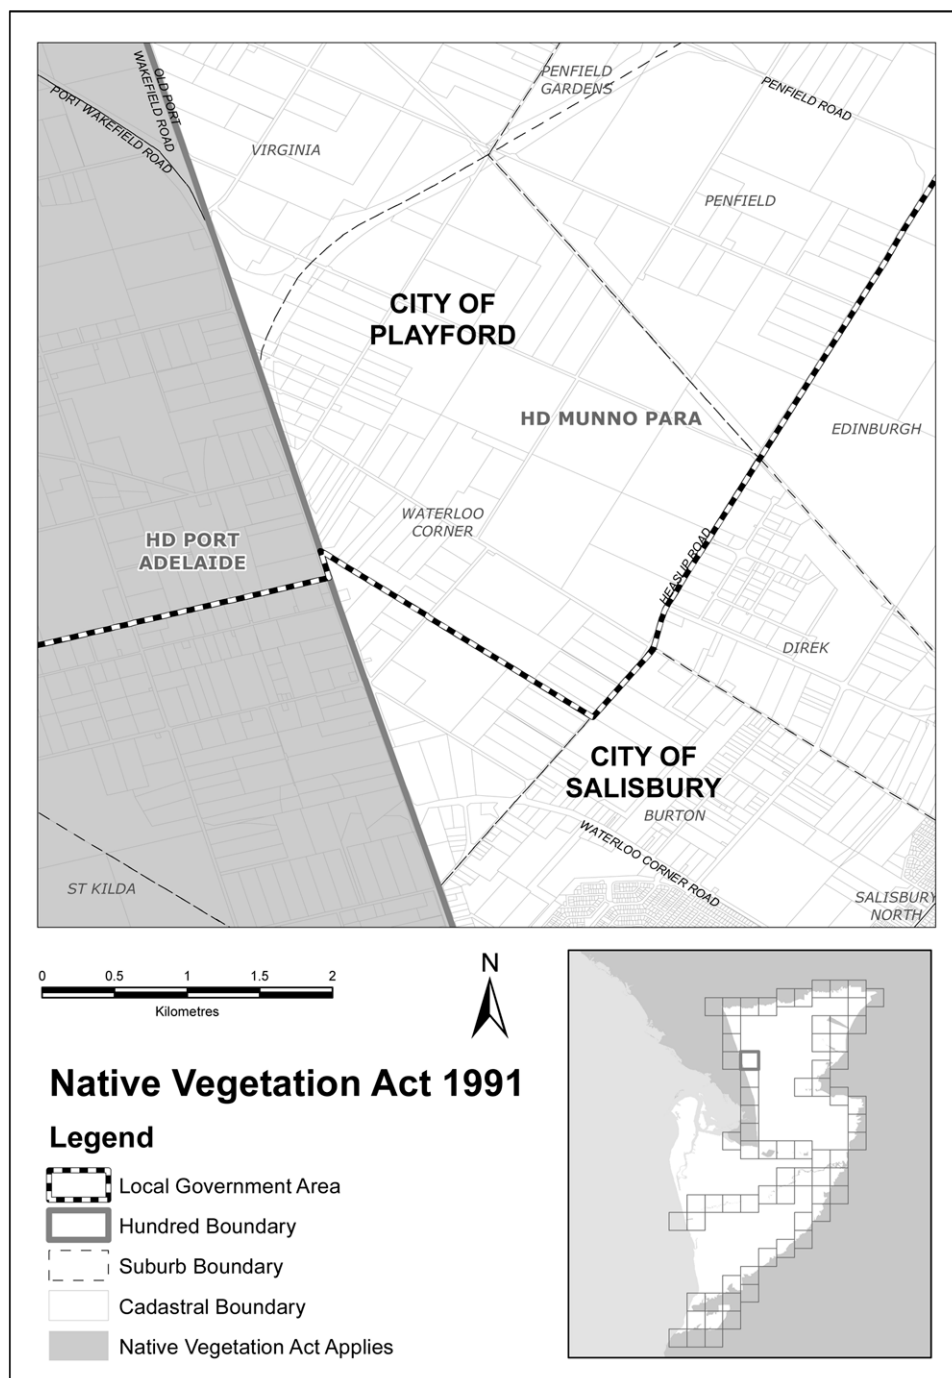 PENFIELD
GARDENS
PENFIELD ROAD
OLD PORT
WAKEFIELD ROAD
PORT WAKEFIELD ROAD
VIRGINIA
PENFIELD
CITY OF
PLAYFORD
HD MUNNO PARA
EDINBURGH
WATERLOO
CORNER
HD PORT
ADELAIDE
HEASLIP ROAD
DIREK
CITY OF
SALISBURY
BURTON
WATERLOO CORNER ROAD
ST KILDA
SALISBURY
NORTH
0 0.5 1 1.5 2
Kilometres
N
Native Vegetation Act 1991
Legend
Local Government Area
Hundred Boundary
Suburb Boundary
Cadastral Boundary
Native Vegetation Act Applies